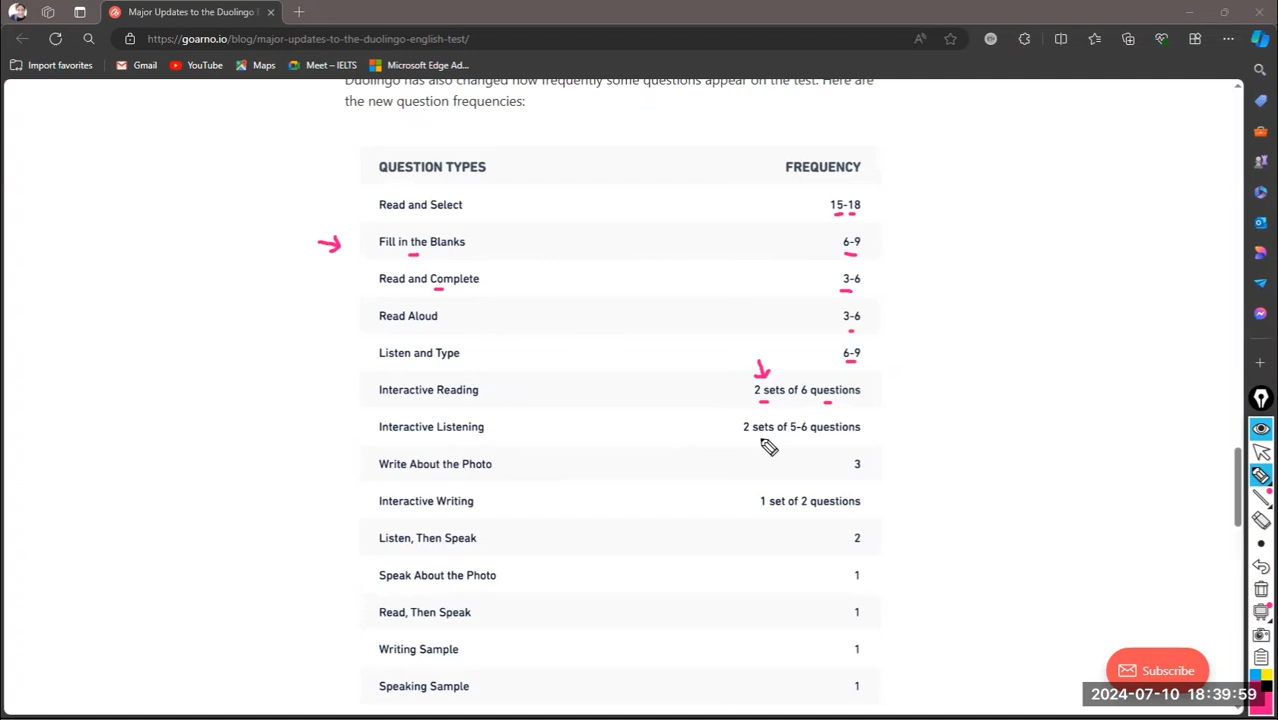 Major Updates to the Duolingo E
https://goarno.io/blog/major-updates-to-the-duolingo-english-test/
Import favorites
Gmail
YouTube
Maps
Meet – IELTS
Microsoft Edge Ad...
Duolingo has also changed how frequently some questions appear on the test. Here are
the new question frequencies:
QUESTION TYPES FREQUENCY
Read and Select 15-18
Fill in the Blanks 6-9
Read and Complete 3-6
Read Aloud 3-6
Listen and Type 6-9
Interactive Reading 2 sets of 6 questions
Interactive Listening 2 sets of 5-6 questions
Write About the Photo 3
Interactive Writing 1 set of 2 questions
Listen, Then Speak 2
Speak About the Photo 1
Read, Then Speak 1
Writing Sample 1
Speaking Sample 1
Subscribe
2024-07-10 18:39:59